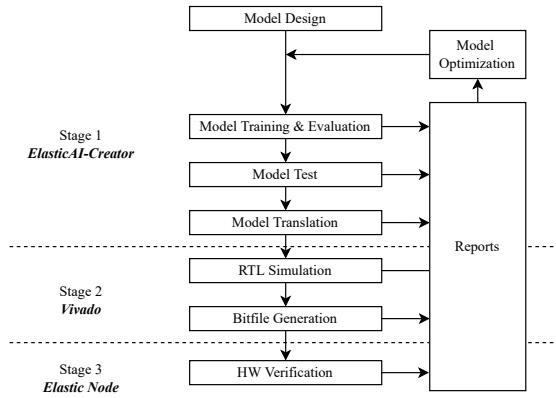 Model Design
Model
Optimization
Model Training & Evaluation
Stage 1
ElasticAI-Creator
Model Test
Model Translation
Reports
RTL Simulation
Stage 2
Vivado
Bitfile Generation
Stage 3
Elastic Node
HW Verification